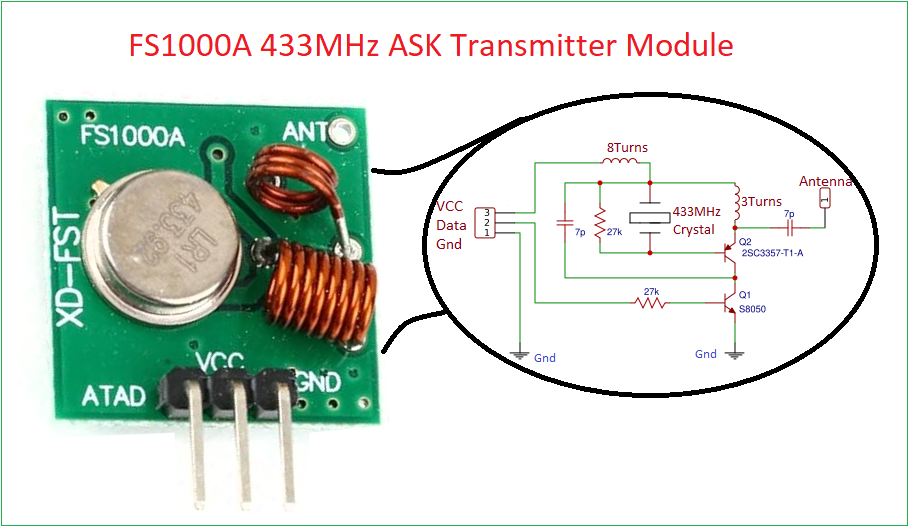 FS1000A 433MHz ASK Transmitter Module
FS1000A
ANT
XD-FST
LR1
433.92
ATAD
VCC
GND
8Turns
VCC
Data
Gnd
3
2
1
7p
27k
433MHz
Crystal
3Turns
Antenna
1
7p
Q2
2SC3357-T1-A
27k
Q1
S8050
Gnd
Gnd